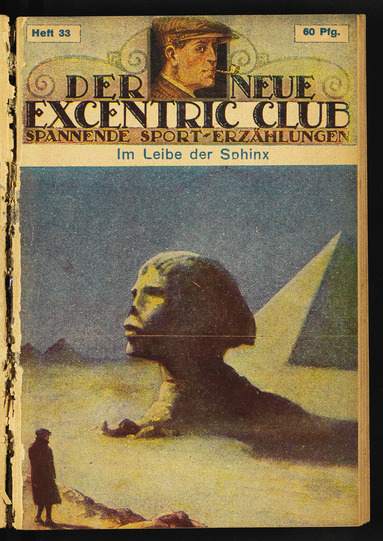 Heft 33
60 Pfg.
DER NEUE
EXCENTRIC CLUB
SPANNENDE SPORT-ERZÄHLUNGEN
Im Leibe der Sphinx